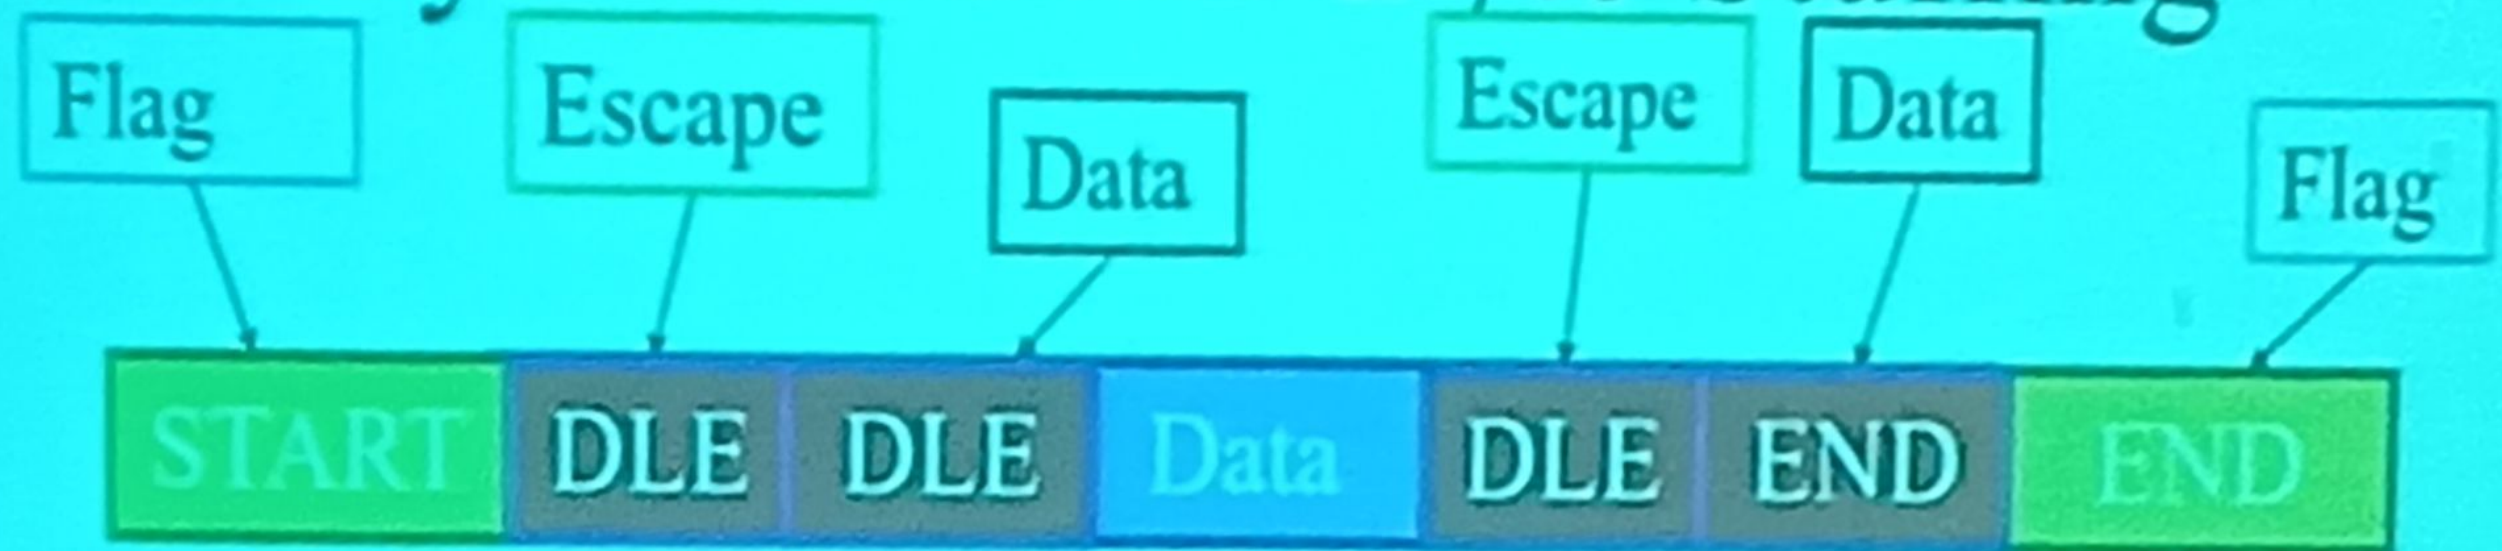 Flag Escape Data Escape Data Flag
START DLE DLE Data DLE END END